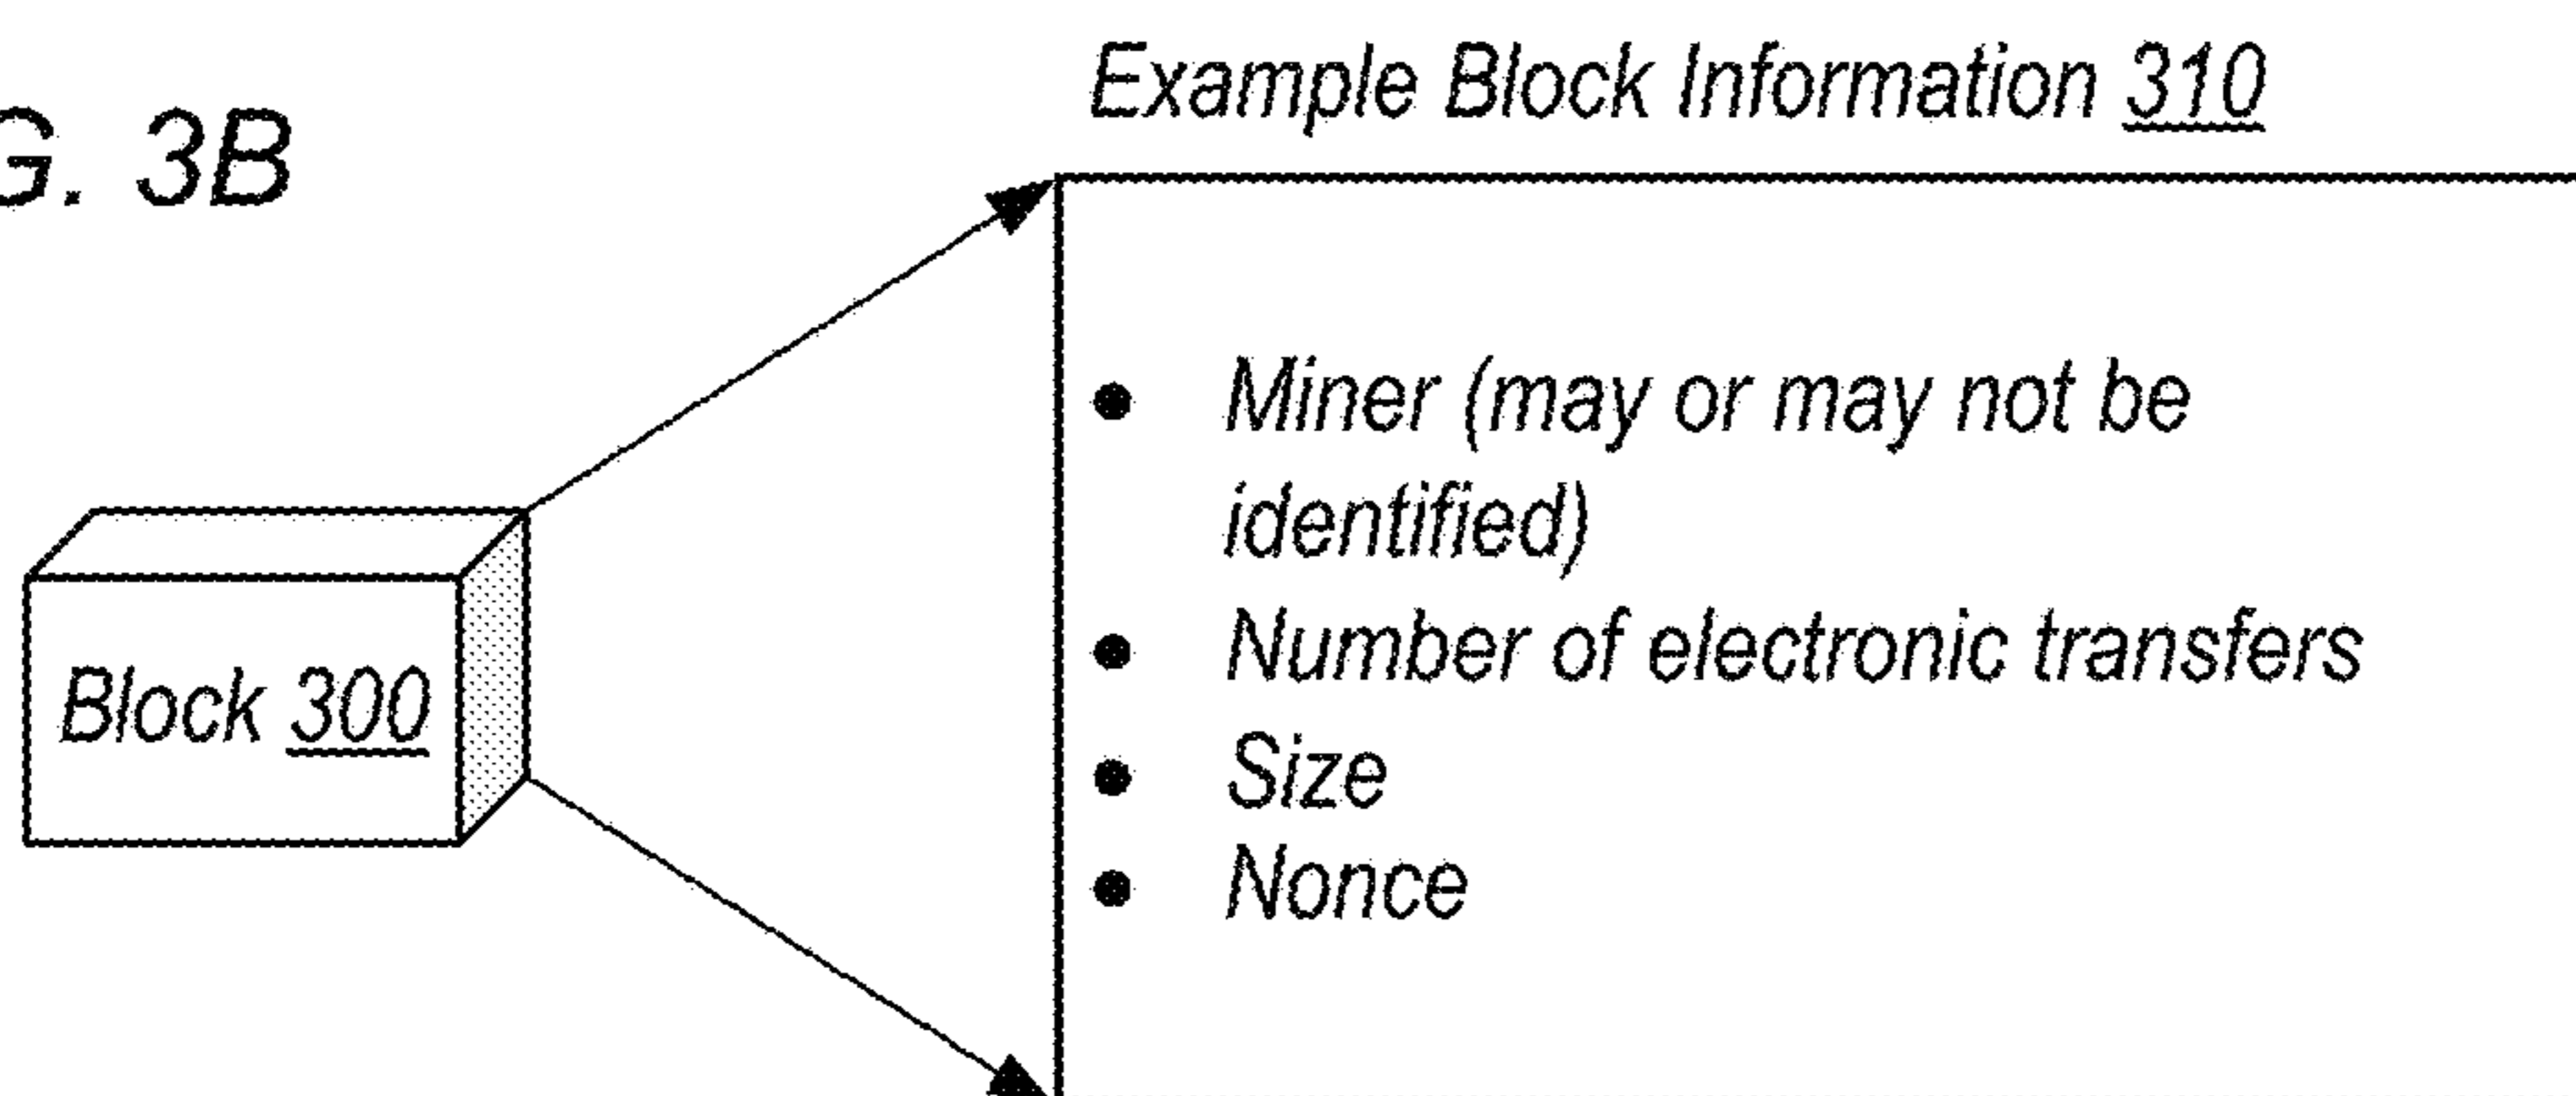 Example Block Information 310
G. 3B
• Miner (may or may not be
identified)
• Number of electronic transfers
Block 300
• Size
• Nonce